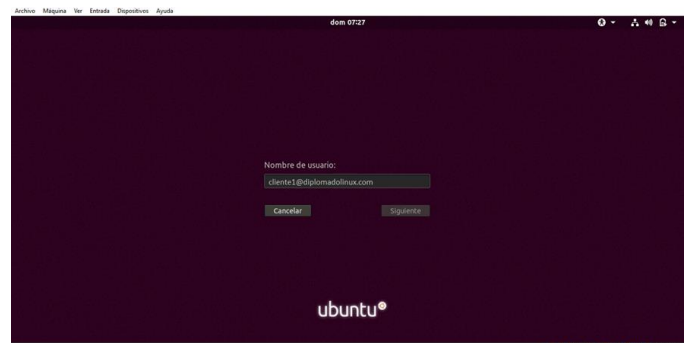 Archivo Máquina Ver Entrada Dispositivos Ayuda
dom 07:27
Nombre de usuario:
cliente1@diplomadolinux.com
Cancelar Siguiente
ubuntu